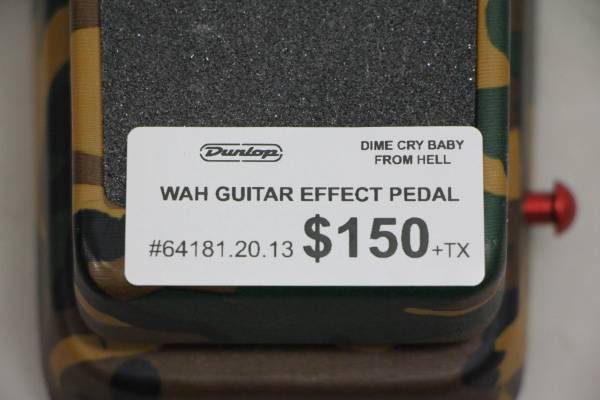 Dunlop
DIME CRY BABY
FROM HELL
WAH GUITAR EFFECT PEDAL
#64181.20.13 $150+TX